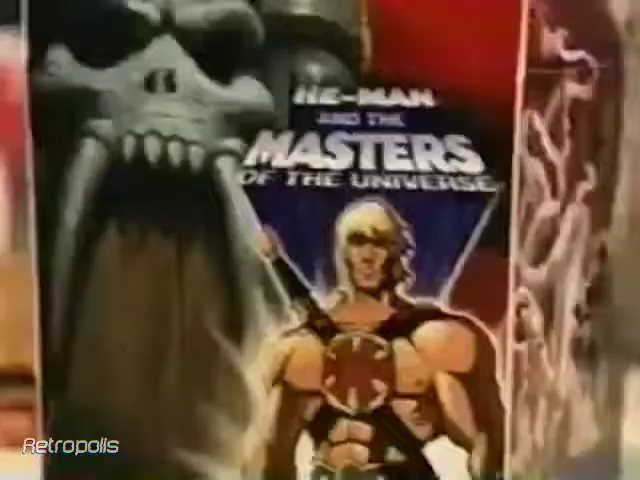 HE-MAN
AND THE
MASTERS
OF THE UNIVERSE
Retropolis